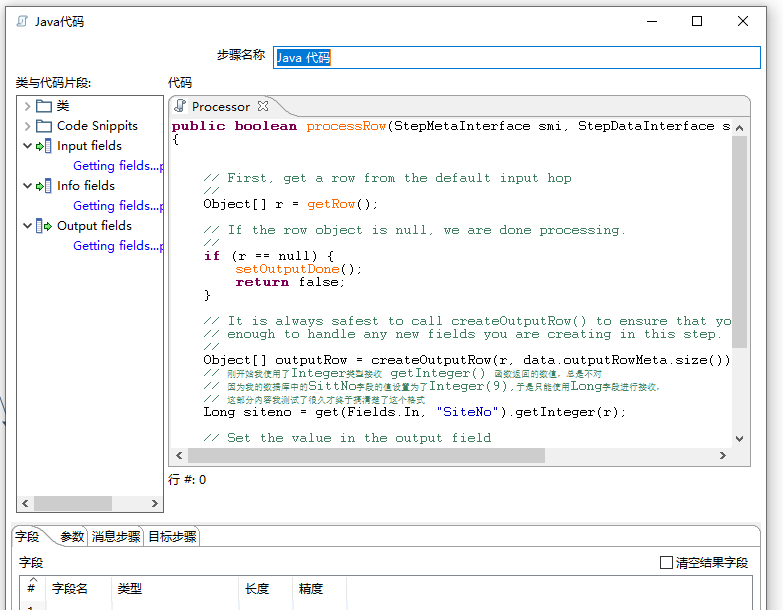 Java代码
步骤名称
Java 代码
类与代码片段:
代码
类
Code Snippits
Input fields
Getting fields...p
Info fields
Getting fields...p
Output fields
Getting fields...p
Processor
public boolean processRow(StepMetaInterface smi, StepDataInterface s
{
// First, get a row from the default input hop
//
Object[] r = getRow();
// If the row object is null, we are done processing.
//
if (r == null) {
setOutputDone();
return false;
}
// It is always safest to call createOutputRow() to ensure that yo
// enough to handle any new fields you are creating in this step.
//
Object[] outputRow = createOutputRow(r, data.outputRowMeta.size())
// 刚开始我使用了Integer类型接收 getInteger() 函数返回的数值，总是不对
// 因为我的数据库中的SittNo字段的值设置为了Integer(9),于是只能使用Long字段进行接收，
// 这部分内容我测试了很久才终于搞清楚了这个格式
Long siteno = get(Fields.In, "SiteNo").getInteger(r);
// Set the value in the output field
行 #: 0
字段
参数
消息步骤
目标步骤
字段
清空结果字段
# 字段名 类型 长度 精度